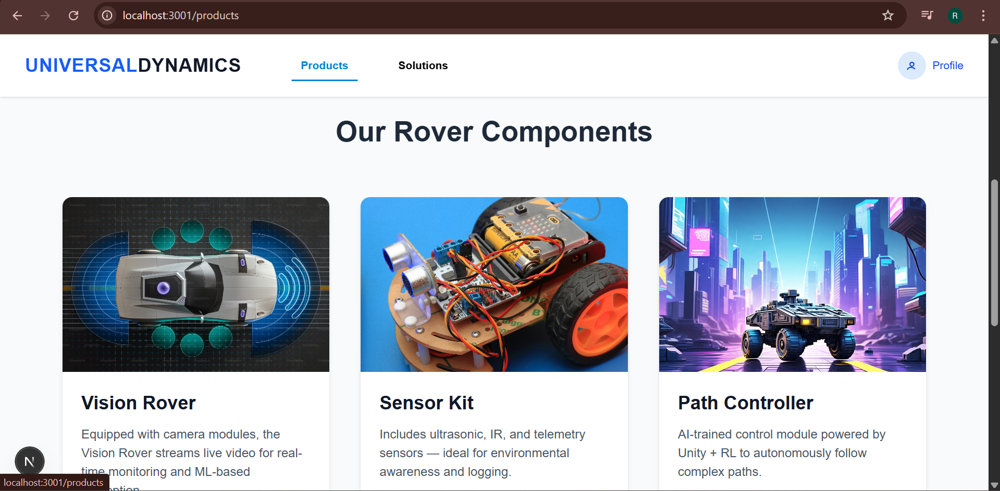 localhost:3001/products
R
UNIVERSALDYNAMICS
Products
Solutions
Profile
Our Rover Components
SUPERLIFE
AA
Vision Rover
Equipped with camera modules, the
Vision Rover streams live video for real-
time monitoring and ML-based
Sensor Kit
Includes ultrasonic, IR, and telemetry
sensors — ideal for environmental
awareness and logging.
Path Controller
AI-trained control module powered by
Unity + RL to autonomously follow
complex paths.
N
localhost:3001/products